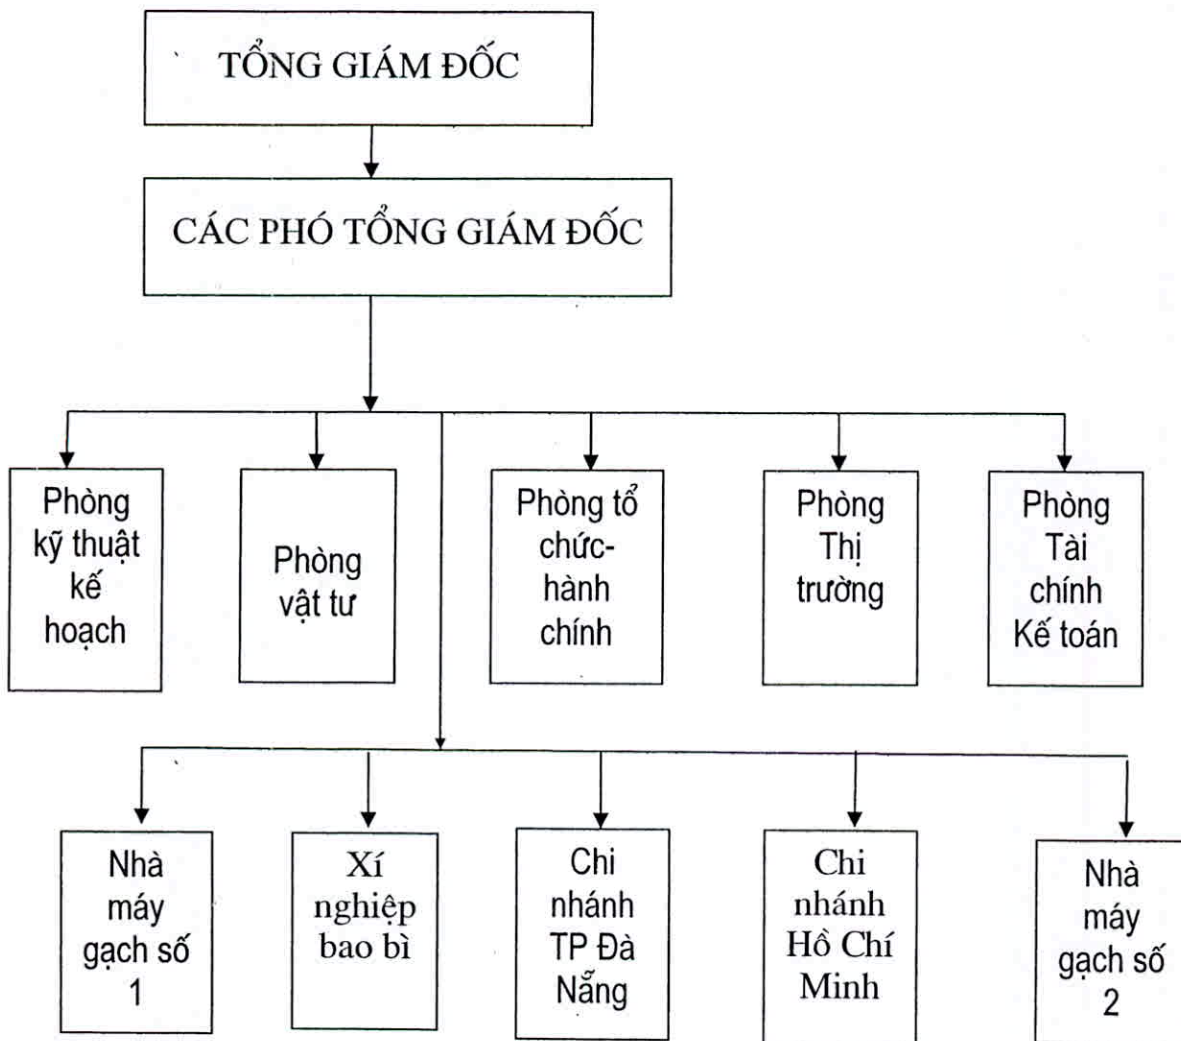 TỔNG GIÁM ĐỐC
CÁC PHÓ TỔNG GIÁM ĐỐC
Phòng
kỹ thuật
kế
hoạch
Phòng
vật tư
Phòng tổ
chức-
hành
chính
Phòng
Thị
trường
Phòng
Tài
chính
Kế toán
Nhà
máy
gạch số
1
Xí
nghiệp
bao bì
Chi
nhánh
TP Đà
Nẵng
Chi
nhánh
Hồ Chí
Minh
Nhà
máy
gạch số
2